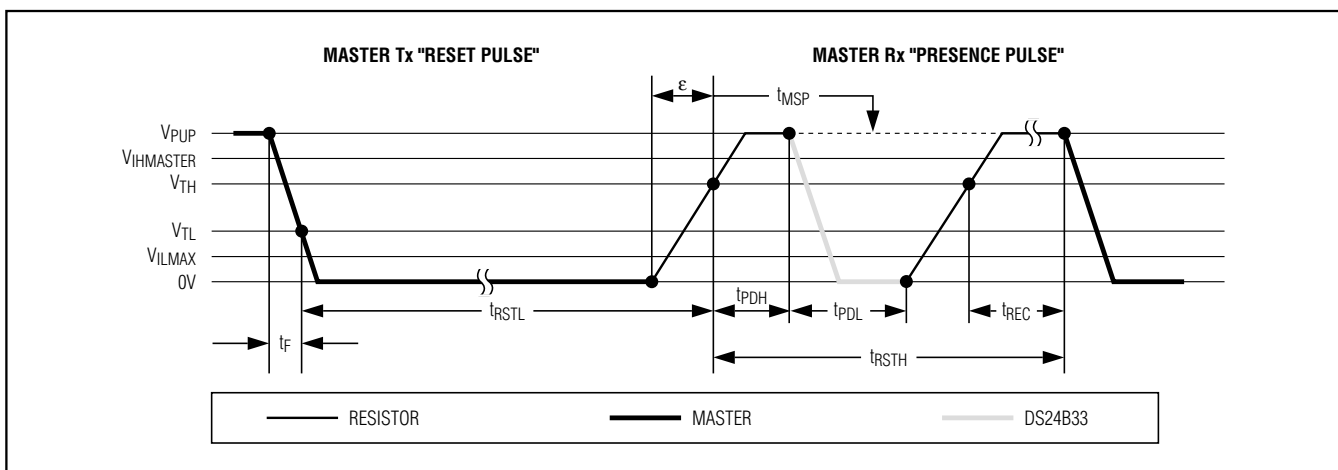 MASTER Tx "RESET PULSE" MASTER Rx "PRESENCE PULSE"
ε tMSP
VPUP
VIHMASTER
VTH
VTL
VILMAX
0V
tRSTL tPDH tPDL tREC
tF tRSTH
RESISTOR MASTER DS24B33